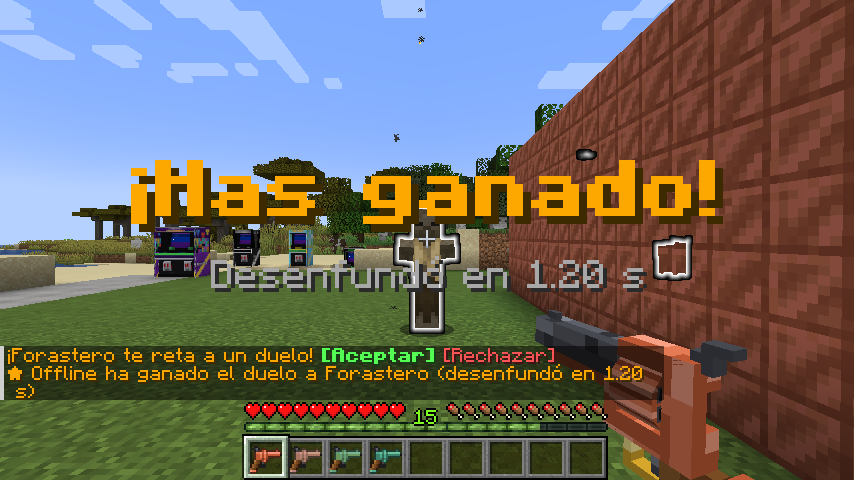 ¡Has ganado!
Desenfundó en 1.20 s
¡Forastero te reta a un duelo! [Aceptar] [Rechazar]
★ Offline ha ganado el duelo a Forastero (desenfundó en 1.20
s)
15